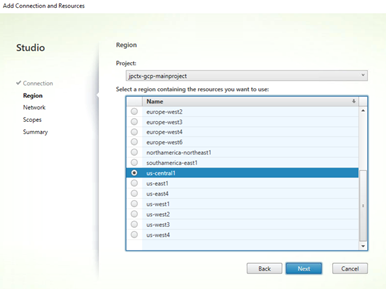 Add Connection and Resources
Studio
Connection
Region
Network
Scopes
Summary
Region
Project:
jpctx-gcp-mainproject
Select a region containing the resources you want to use:
Name
europe-west2
europe-west3
europe-west4
europe-west6
northamerica-northeast1
southamerica-east1
us-central1
us-east1
us-east4
us-west1
us-west2
us-west3
us-west4
Back
Next
Cancel